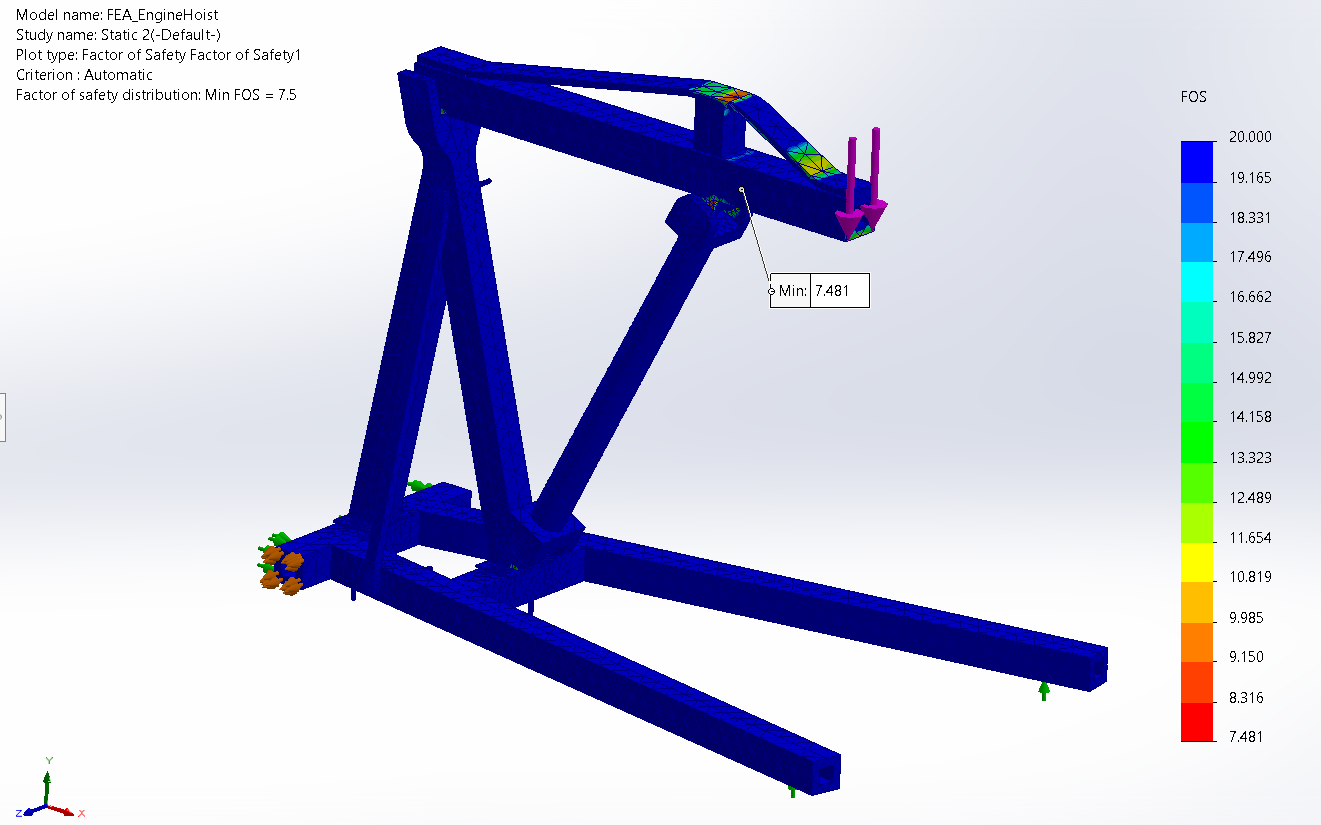 Model name: FEA_EngineHoist
Study name: Static 2(-Default-)
Plot type: Factor of Safety Factor of Safety1
Criterion : Automatic
Factor of safety distribution: Min FOS = 7.5
FOS
20.000
19.165
18.331
17.496
16.662
15.827
14.992
14.158
13.323
12.489
11.654
10.819
9.985
9.150
8.316
7.481
Min: 7.481
Y
Z
X